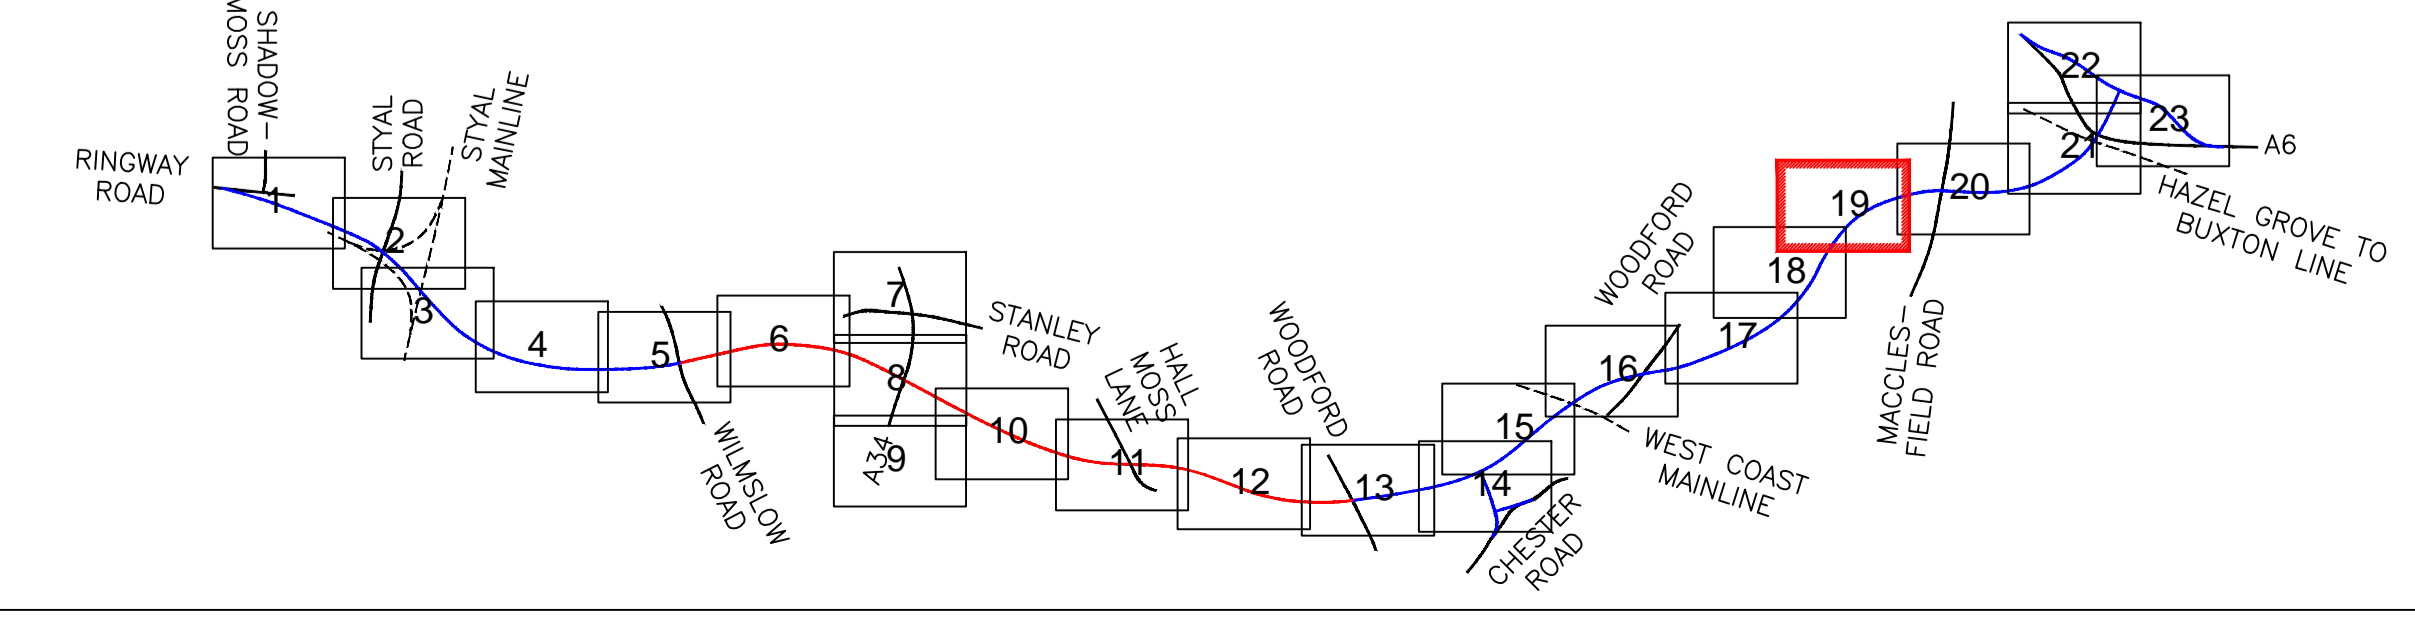 SHADOW-
MOSS ROAD
RINGWAY
ROAD
1
STYAL
ROAD
STYAL
MAINLINE
2
3
4
5
WILMSLOW
ROAD
6
7
STANLEY
ROAD
8
A34
9
10
HALL
MOSS
LANE
11
12
WOODFORD
ROAD
13
14
CHESTER
ROAD
15
WEST COAST
MAINLINE
16
WOODFORD
ROAD
17
18
19
MACCLES-
FIELD ROAD
20
21
22
23
A6
HAZEL GROVE TO
BUXTON LINE